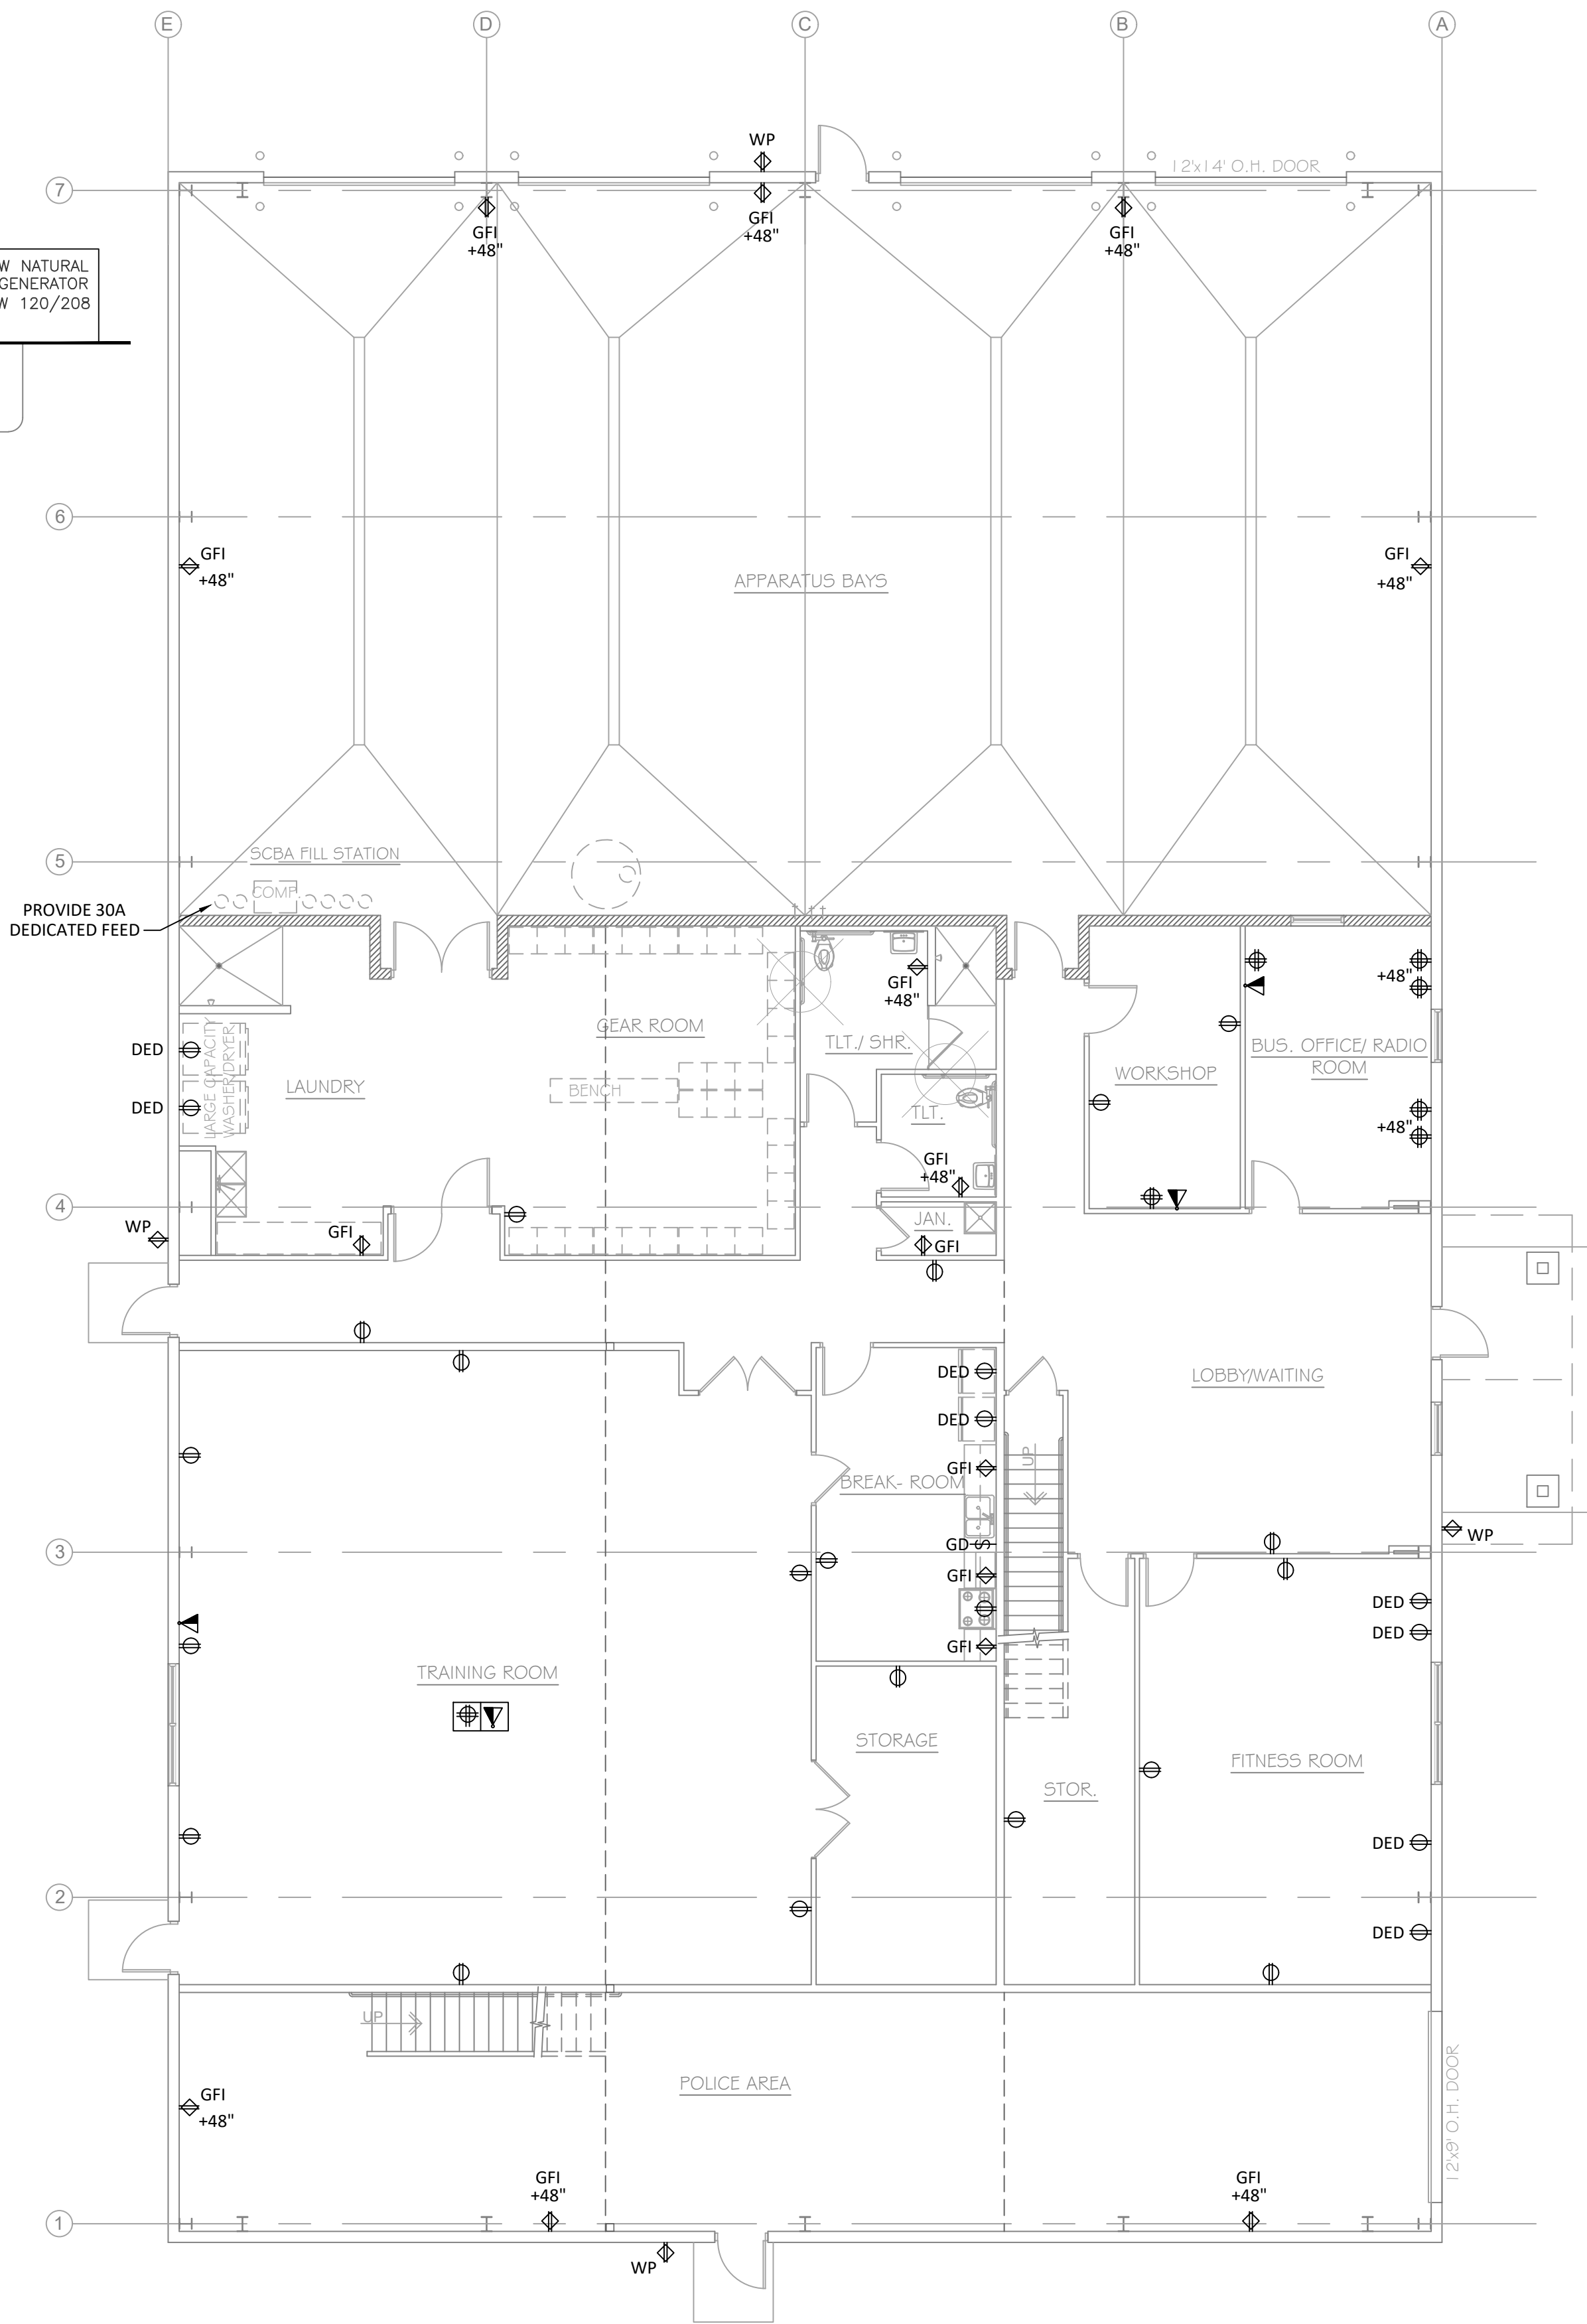 E
D
C
B
A
WP
12'x14' O.H. DOOR
7
GFI
+48"
GFI
+48"
GFI
+48"
W NATURAL
GENERATOR
W 120/208
6
GFI
+48"
GFI
+48"
APPARATUS BAYS
5
SCBA FILL STATION
COMP.
PROVIDE 30A
DEDICATED FEED
GFI
+48"
+48"
GEAR ROOM
TLT./ SHR.
BUS. OFFICE/ RADIO
ROOM
DED
LARGE CAPACITY
WASHER/DRYER
LAUNDRY
BENCH
WORKSHOP
DED
TLT.
+48"
GFI
+48"
4
WP
GFI
JAN.
GFI
DED
LOBBY/WAITING
DED
UP
GFI
BREAK- ROOM
3
GD
S
WP
GFI
DED
DED
GFI
TRAINING ROOM
STORAGE
FITNESS ROOM
STOR.
DED
2
DED
UP
POLICE AREA
12'x9' O.H. DOOR
GFI
+48"
GFI
+48"
GFI
+48"
1
WP